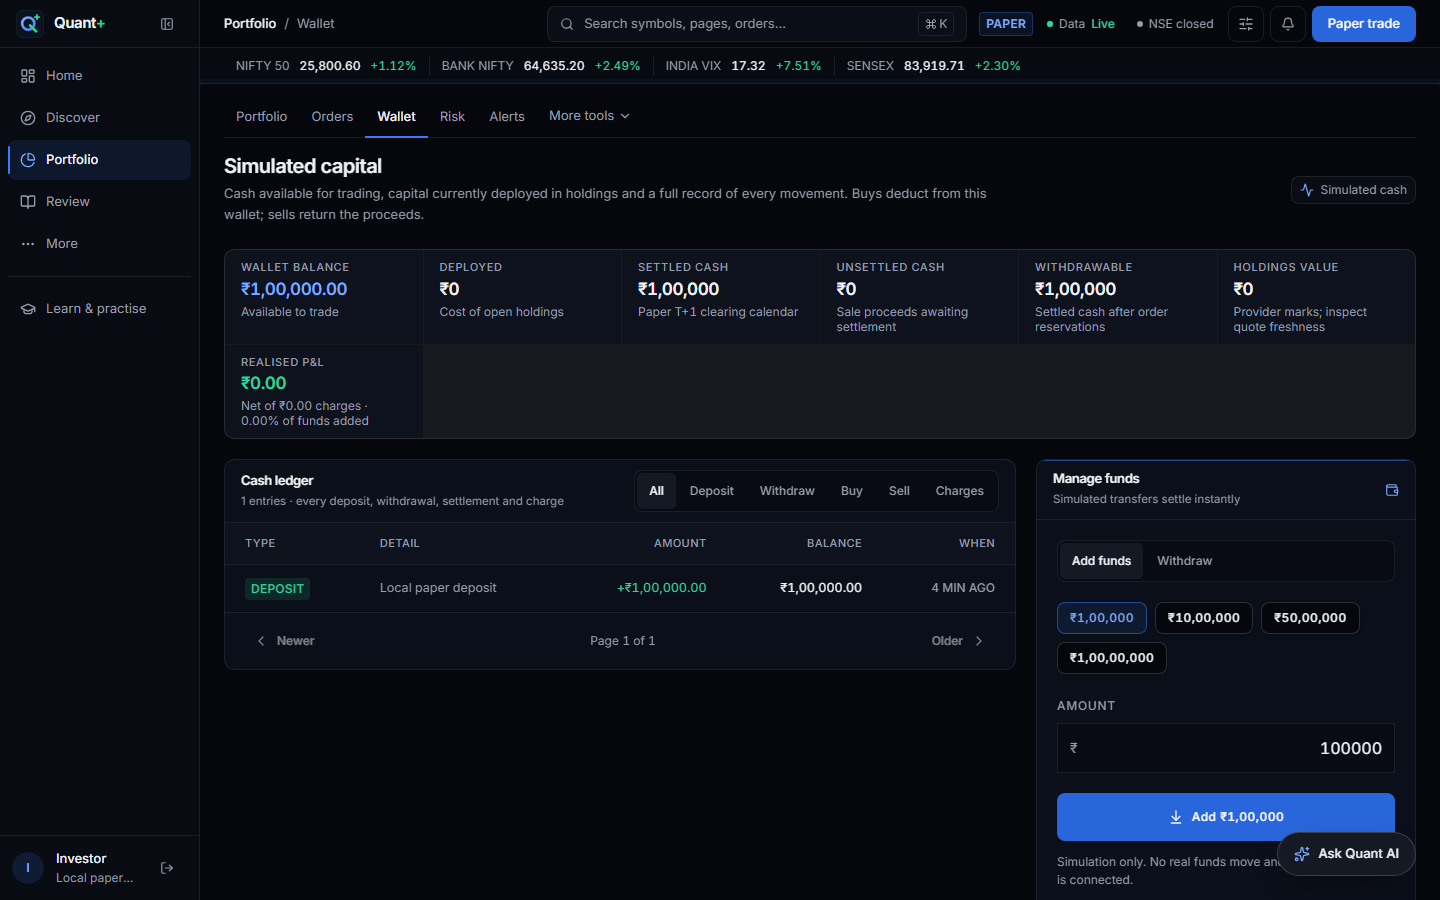 Quant+
Portfolio / Wallet
Search symbols, pages, orders...
⌘ K
PAPER
Data Live
NSE closed
Paper trade
NIFTY 50 25,800.60 +1.12%
BANK NIFTY 64,635.20 +2.49%
INDIA VIX 17.32 +7.51%
SENSEX 83,919.71 +2.30%
Home
Discover
Portfolio
Review
More
Learn & practise
Investor
Local paper...
Portfolio Orders Wallet Risk Alerts More tools
Simulated capital
Cash available for trading, capital currently deployed in holdings and a full record of every movement. Buys deduct from this
wallet; sells return the proceeds.
Simulated cash
WALLET BALANCE
₹1,00,000.00
Available to trade
DEPLOYED
₹0
Cost of open holdings
SETTLED CASH
₹1,00,000
Paper T+1 clearing calendar
UNSETTLED CASH
₹0
Sale proceeds awaiting
settlement
WITHDRAWABLE
₹1,00,000
Settled cash after order
reservations
HOLDINGS VALUE
₹0
Provider marks; inspect
quote freshness
REALISED P&L
₹0.00
Net of ₹0.00 charges ·
0.00% of funds added
Cash ledger
1 entries · every deposit, withdrawal, settlement and charge
All Deposit Withdraw Buy Sell Charges
TYPE DETAIL AMOUNT BALANCE WHEN
DEPOSIT Local paper deposit +₹1,00,000.00 ₹1,00,000.00 4 MIN AGO
Newer Page 1 of 1 Older
Manage funds
Simulated transfers settle instantly
Add funds Withdraw
₹1,00,000 ₹10,00,000 ₹50,00,000
₹1,00,00,000
AMOUNT
₹ 100000
Add ₹1,00,000
Simulation only. No real funds move an
is connected.
Ask Quant AI